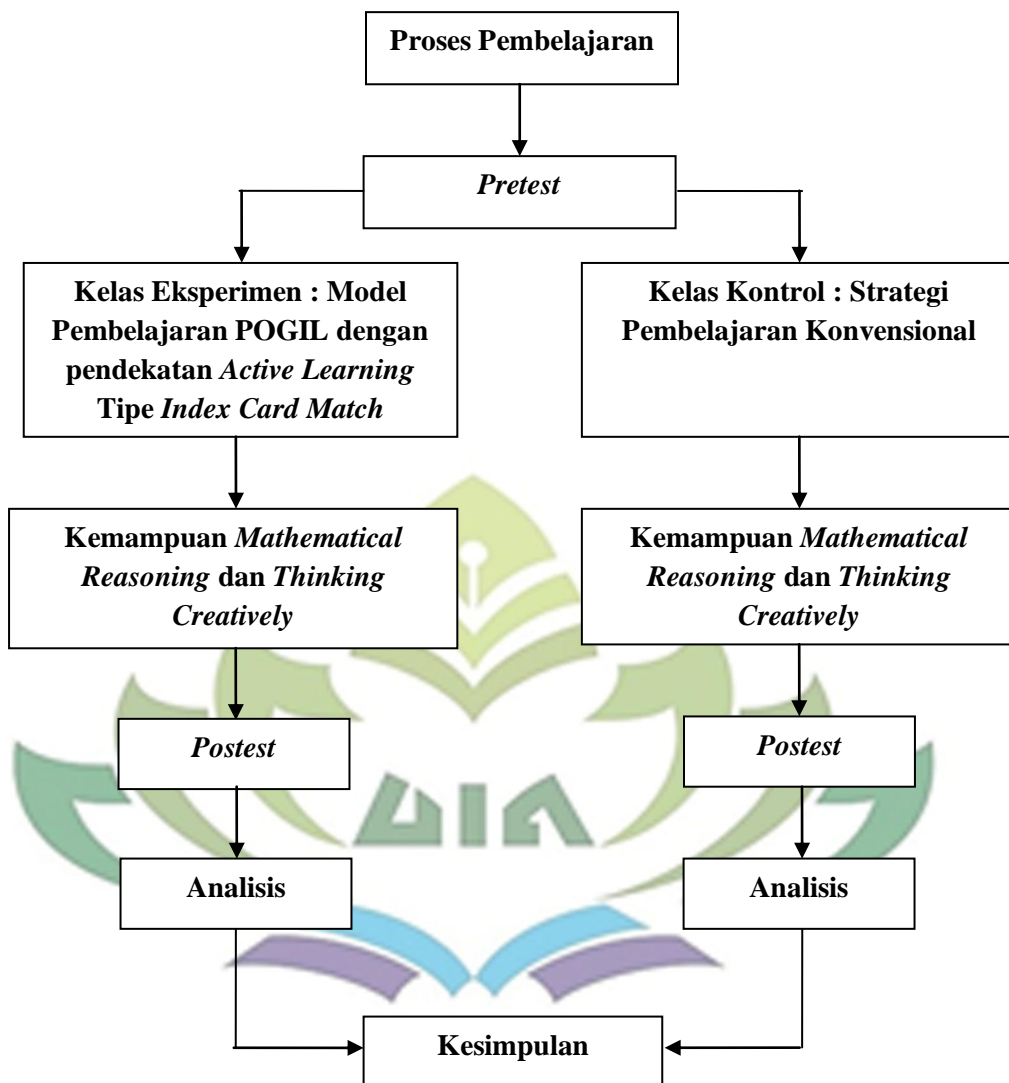 Proses Pembelajaran
Pretest
Kelas Eksperimen : Model
Pembelajaran POGIL dengan
pendekatan Active Learning
Tipe Index Card Match
Kelas Kontrol : Strategi
Pembelajaran Konvensional
Kemampuan Mathematical
Reasoning dan Thinking
Creatively
Kemampuan Mathematical
Reasoning dan Thinking
Creatively
Postest
Postest
UIN
Analisis
Analisis
Kesimpulan